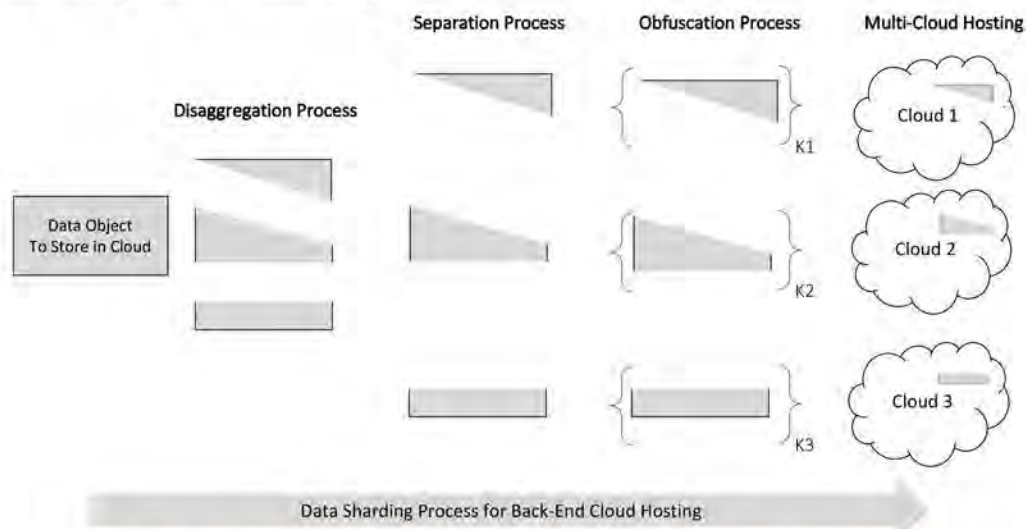 Separation Process
Obfuscation Process
Multi-Cloud Hosting
Disaggregation Process
Data Object
To Store in Cloud
K1
K2
K3
Cloud 1
Cloud 2
Cloud 3
Data Sharding Process for Back-End Cloud Hosting